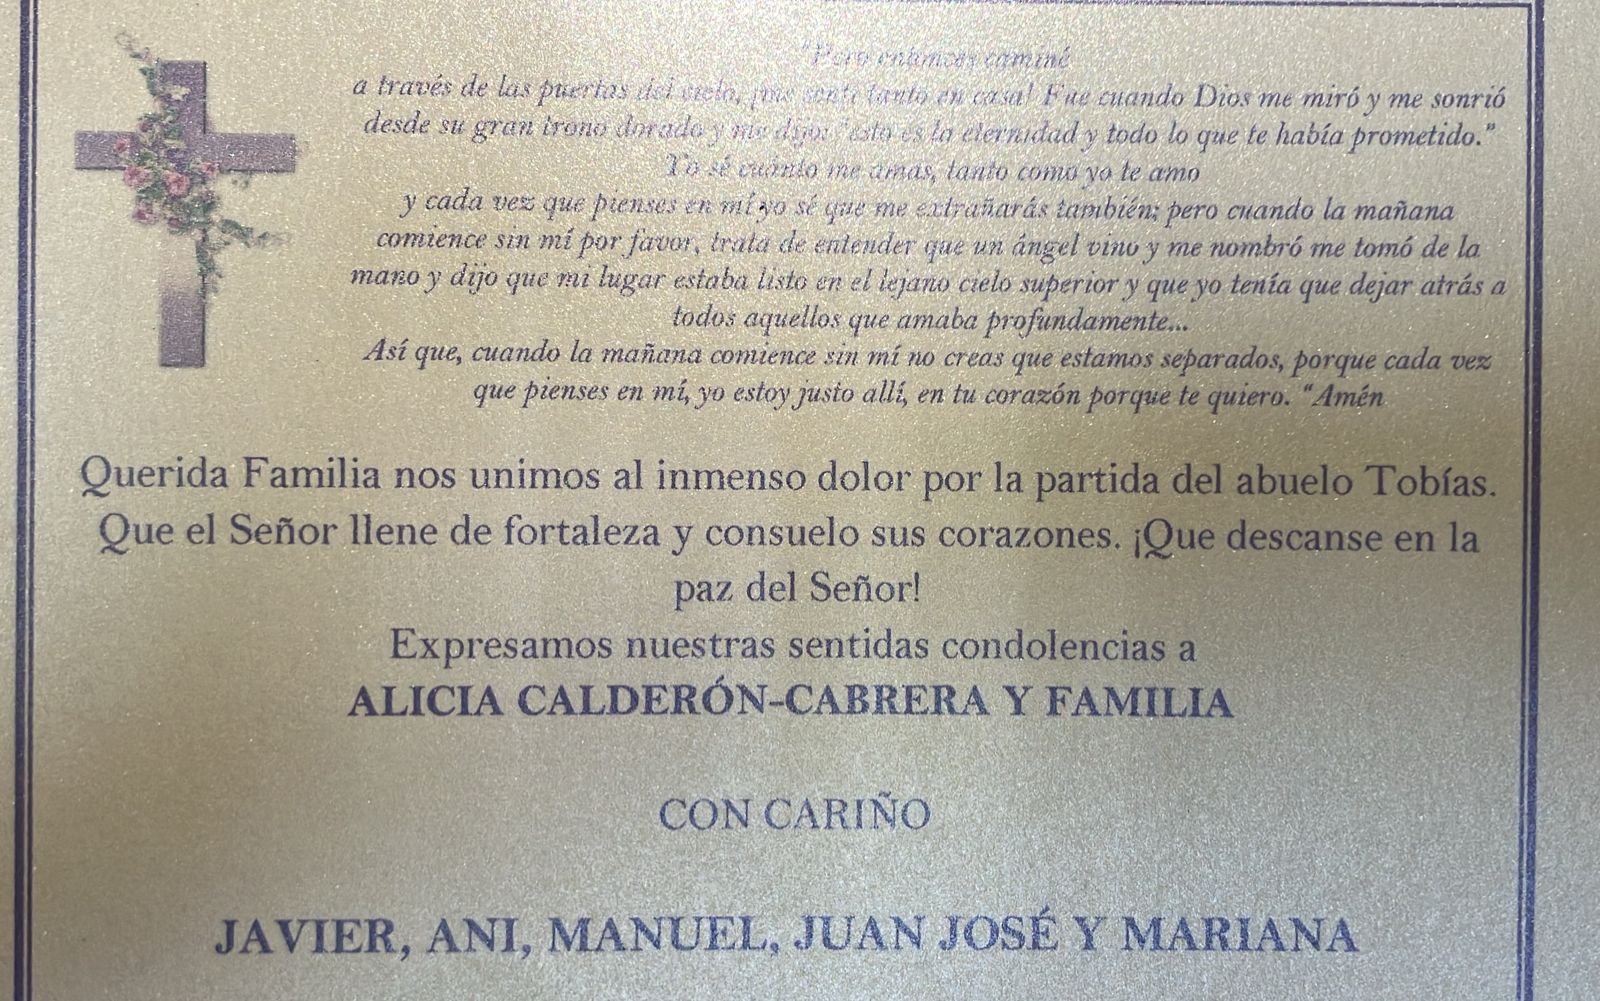 "Pero entonces caminé
a través de las puertas del cielo, ¡me sentí tanto en casa! Fue cuando Dios me miró y me sonrió
desde su gran trono dorado y me dijo: "esto es la eternidad y todo lo que te había prometido."
Yo sé cuánto me amas, tanto como yo te amo
y cada vez que pienses en mí yo sé que me extrañarás también; pero cuando la mañana
comience sin mí por favor, trata de entender que un ángel vino y me nombró me tomó de la
mano y dijo que mi lugar estaba listo en el lejano cielo superior y que yo tenía que dejar atrás a
todos aquellos que amaba profundamente...
Así que, cuando la mañana comience sin mí no creas que estamos separados, porque cada vez
que pienses en mí, yo estoy justo allí, en tu corazón porque te quiero. "Amén
Querida Familia nos unimos al inmenso dolor por la partida del abuelo Tobías.
Que el Señor llene de fortaleza y consuelo sus corazones. ¡Que descanse en la
paz del Señor!
Expresamos nuestras sentidas condolencias a
ALICIA CALDERÓN-CABRERA Y FAMILIA
CON CARIÑO
JAVIER, ANI, MANUEL, JUAN JOSÉ Y MARIANA